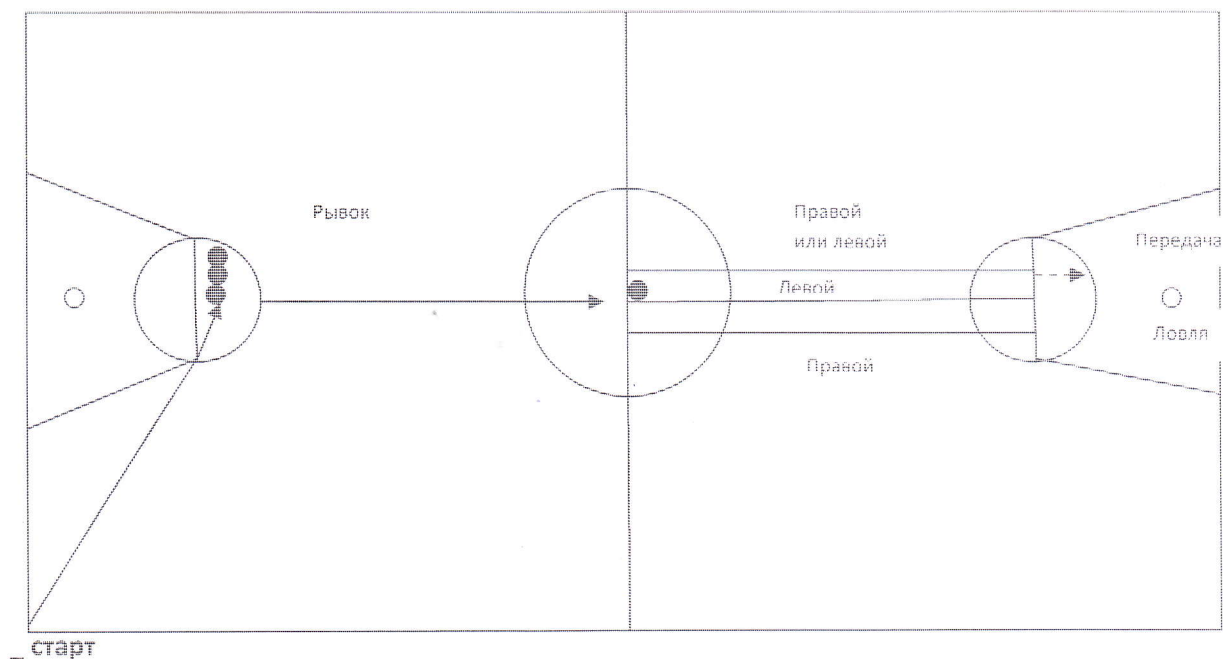 Рывок
Правой
или левой
Передача
Левой
Ловля
Правой
старт